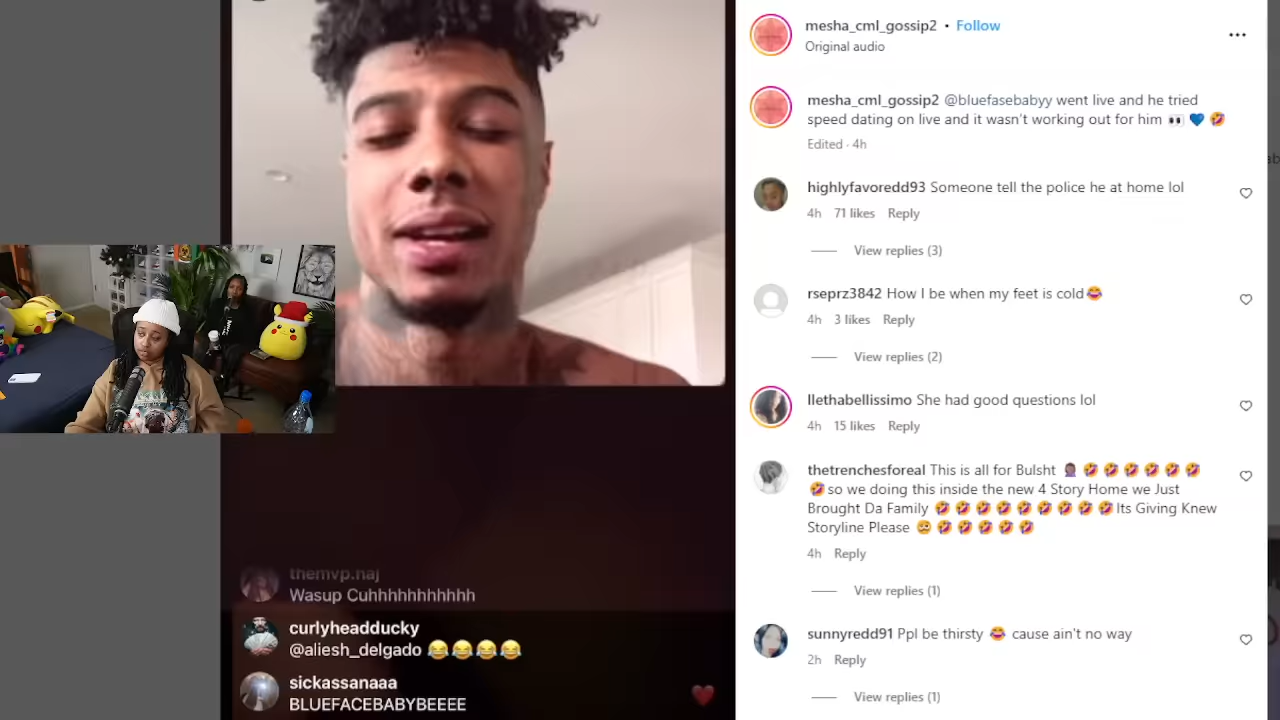 mesha_cml_gossip2 • Follow
Original audio
mesha_cml_gossip2 @bluefasebabyy went live and he tried
speed dating on live and it wasn't working out for him 👀 💙 🤣
Edited · 4h
highlyfavoredd93 Someone tell the police he at home lol
4h 71 likes Reply
View replies (3)
rseprz3842 How I be when my feet is cold😂
4h 3 likes Reply
View replies (2)
llethabellissimo She had good questions lol
4h 15 likes Reply
thetrenchesforeal This is all for Bulsht 🤦🏾‍♀️ 🤣 🤣 🤣 🤣 🤣 🤣
🤣so we doing this inside the new 4 Story Home we Just
Brought Da Family 🤣 🤣 🤣 🤣 🤣 🤣 🤣 🤣 🤣Its Giving Knew
Storyline Please 🥴 🤣 🤣 🤣 🤣 🤣
4h Reply
View replies (1)
sunnyredd91 Ppl be thirsty 😂 cause ain't no way
2h Reply
View replies (1)
themvp.naj
Wasup Cuhhhhhhhhhhh
curlyheadducky
@aliesh_delgado 😂😂😂😂
sickassanaaa
BLUEFACEBABYBEEEE